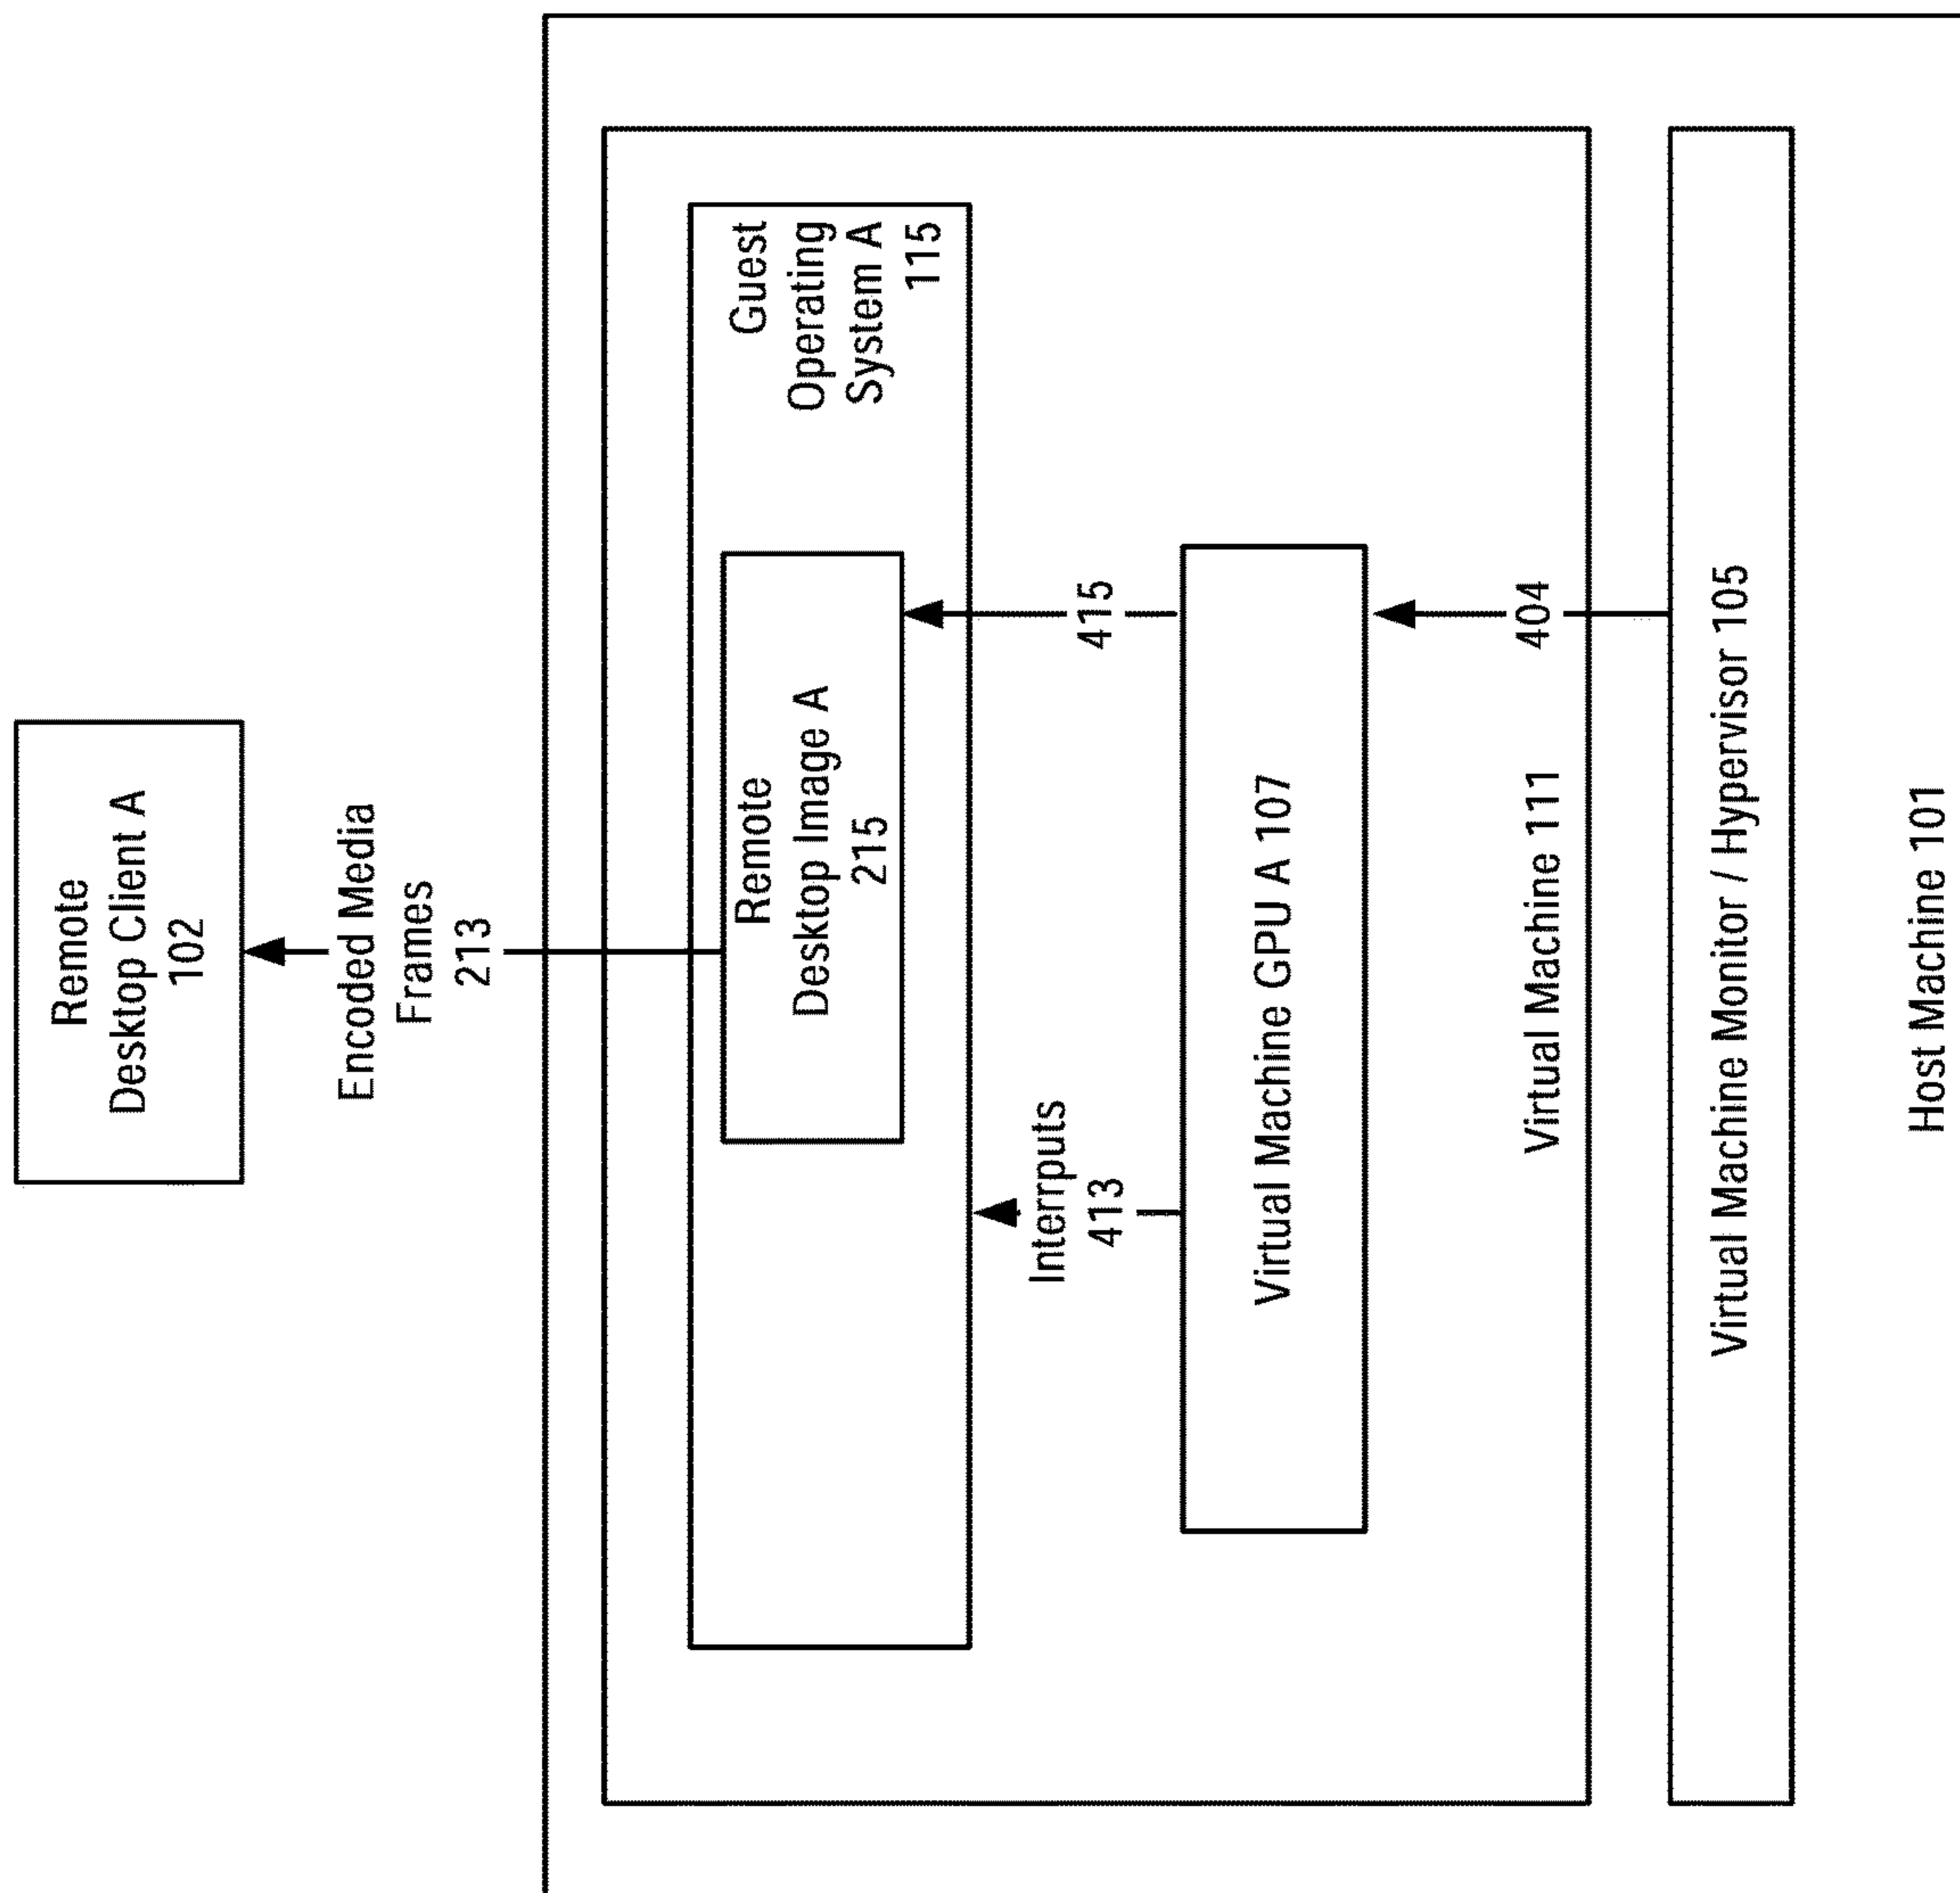 Remote
Desktop Client A
102
Encoded Media
Frames
213
Guest
Operating
System A
115
Remote
Desktop Image A
215
415
Interrputs
413
Virtual Machine GPU A 107
404
Virtual Machine 111
Virtual Machine Monitor / Hypervisor 105
Host Machine 101